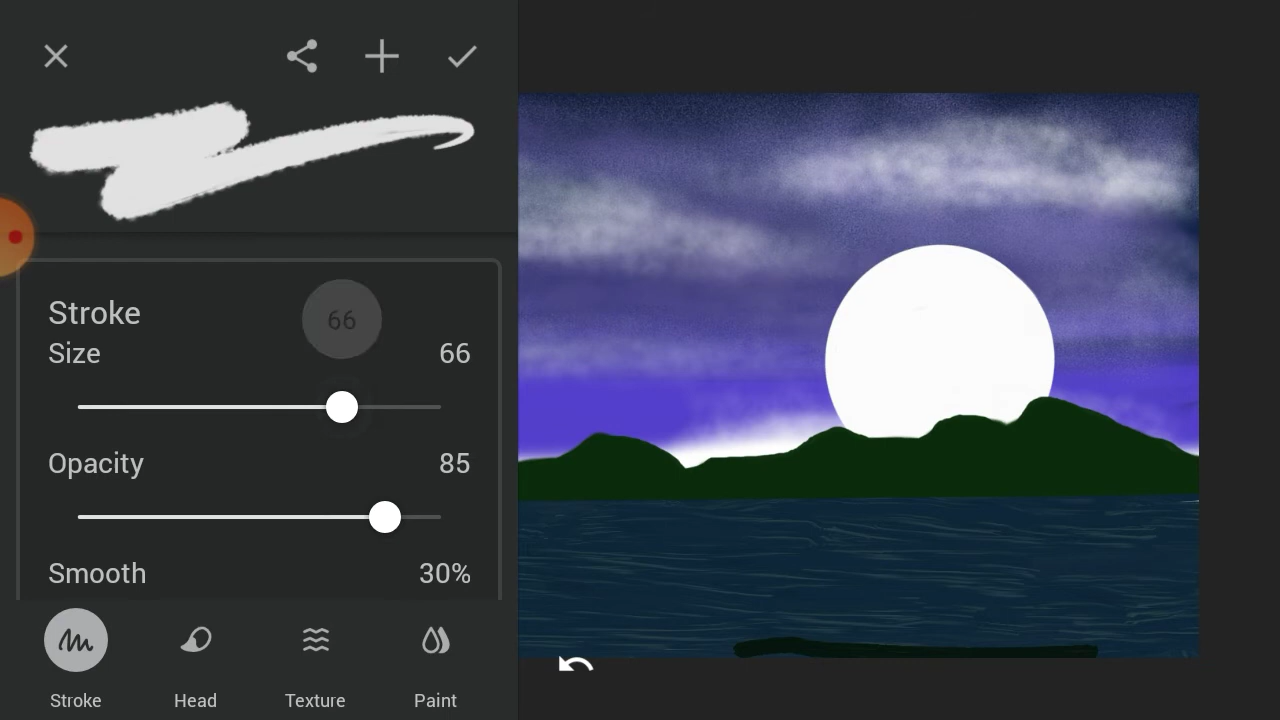 Stroke
66
Size 66
Opacity 85
Smooth 30%
Stroke Head Texture Paint